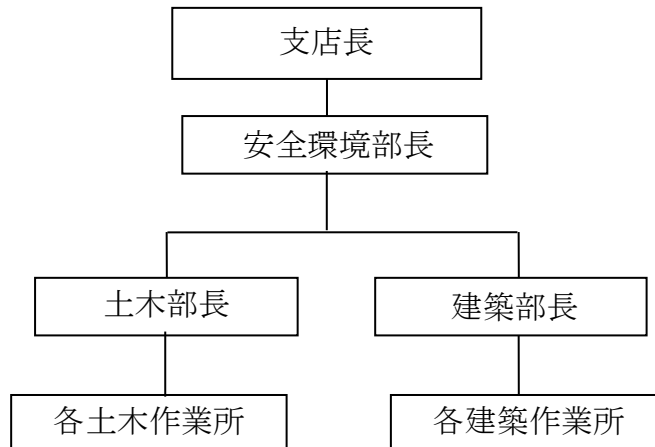 支店長
安全環境部長
土木部長
建築部長
各土木作業所
各建築作業所